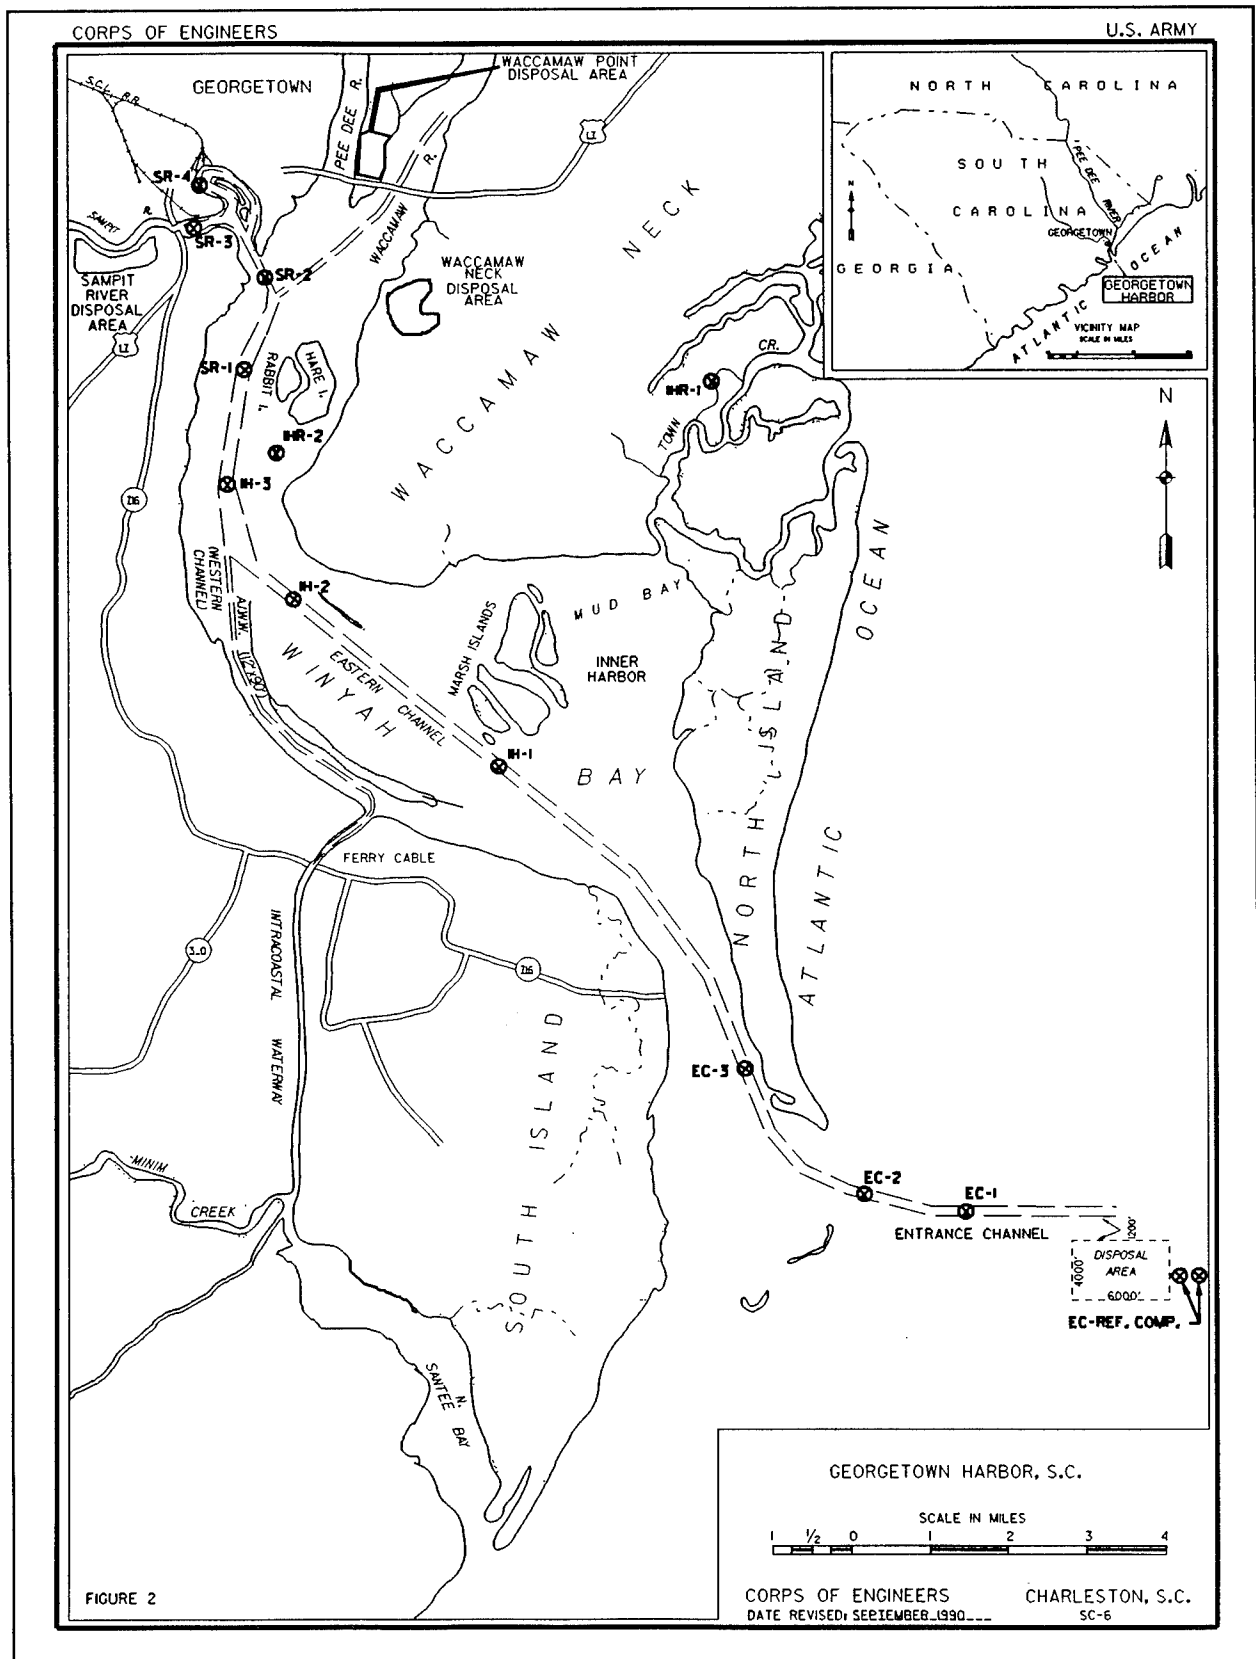 CORPS OF ENGINEERS
U.S. ARMY
WACCAMAW POINT
DISPOSAL AREA
GEORGETOWN
S.C.L. R.R.
PEE DEE R.
17
WACCAMAW R.
SR-4
SAMPIT R.
SR-3
SR-2
SAMPIT
RIVER
DISPOSAL
AREA
17
WACCAMAW
NECK
DISPOSAL
AREA
WACCAMAW NECK
SR-1
RABBIT I.
HARE I.
IHR-2
IH-3
IHR-1
TOWN CR.
NORTH CAROLINA
SOUTH
CAROLINA
PEE DEE
RIVER
GEORGETOWN
GEORGIA
ATLANTIC OCEAN
GEORGETOWN
HARBOR
VICINITY MAP
SCALE IN MILES
N
N
(WESTERN
CHANNEL)
A.I.W.W. (12'x90')
IH-2
WINYAH BAY
EASTERN CHANNEL
MARSH ISLANDS
MUD BAY
INNER
HARBOR
IH-1
NORTH ISLAND
ATLANTIC OCEAN
FERRY CABLE
INTRACOASTAL WATERWAY
SOUTH ISLAND
EC-3
EC-2
EC-1
ENTRANCE CHANNEL
1200'
DISPOSAL
AREA
4000'
6000'
EC-REF. COMP.
MINIM
CREEK
N.
SANTEE BAY
GEORGETOWN HARBOR, S.C.
SCALE IN MILES
1 1/2 0 1 2 3 4
FIGURE 2
CORPS OF ENGINEERS CHARLESTON, S.C.
DATE REVISED: SEPTEMBER 1990 SC-6